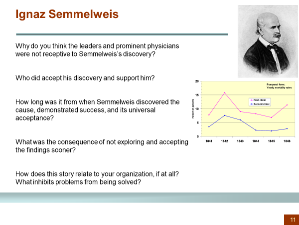 Ignaz Semmelweis
Why do you think the leaders and prominent physicians
were not receptive to Semmelweis's discovery?
Who did accept his discovery and support him?
How long was it from when Semmelweis discovered the
cause, demonstrated success, and its universal
acceptance?
What was the consequence of not exploring and accepting
the findings sooner?
How does this story relate to your organization, if at all?
What inhibits problems from being solved?
20
15
10
5
0
11